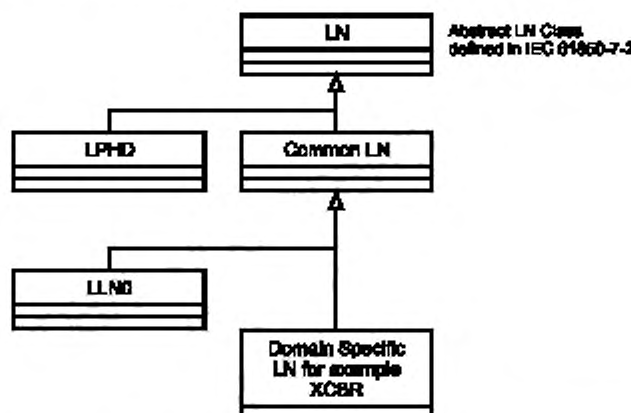 LN
Abstract LN Class
defined in IEC 61850-7-2
LPHD
Common LN
LLN0
Domain Specific
LN for example
XCBR